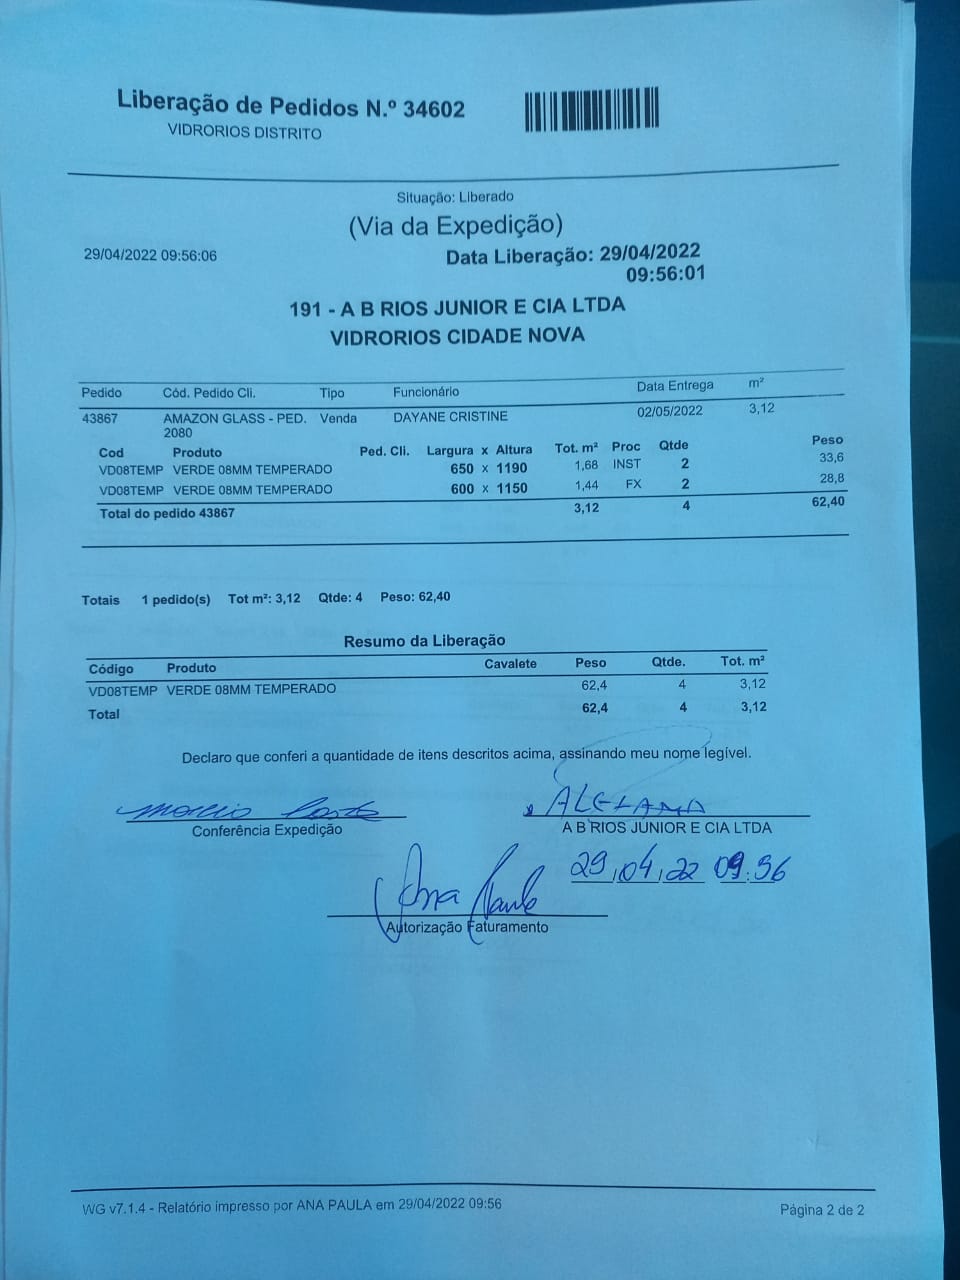 Liberação de Pedidos N.º 34602
VIDRORIOS DISTRITO
Situação: Liberado
(Via da Expedição)
29/04/2022 09:56:06
Data Liberação: 29/04/2022
09:56:01
191 - A B RIOS JUNIOR E CIA LTDA
VIDRORIOS CIDADE NOVA
Pedido Cód. Pedido Cli. Tipo Funcionário Data Entrega m²
43867 AMAZON GLASS - PED. 2080 Venda DAYANE CRISTINE 02/05/2022 3,12
Cod Produto Ped. Cli. Largura x Altura Tot. m² Proc Qtde Peso
VD08TEMP VERDE 08MM TEMPERADO 650 x 1190 1,68 INST 2 33,6
VD08TEMP VERDE 08MM TEMPERADO 600 x 1150 1,44 FX 2 28,8
Total do pedido 43867 3,12 4 62,40
Totais 1 pedido(s) Tot m²: 3,12 Qtde: 4 Peso: 62,40
Resumo da Liberação
Código Produto Cavalete Peso Qtde. Tot. m²
VD08TEMP VERDE 08MM TEMPERADO 62,4 4 3,12
Total 62,4 4 3,12
Declaro que conferi a quantidade de itens descritos acima, assinando meu nome legível.
Conferência Expedição
A B RIOS JUNIOR E CIA LTDA
29,04,22 09:56
Ana Paula
Autorização Faturamento
WG v7.1.4 - Relatório impresso por ANA PAULA em 29/04/2022 09:56
Página 2 de 2